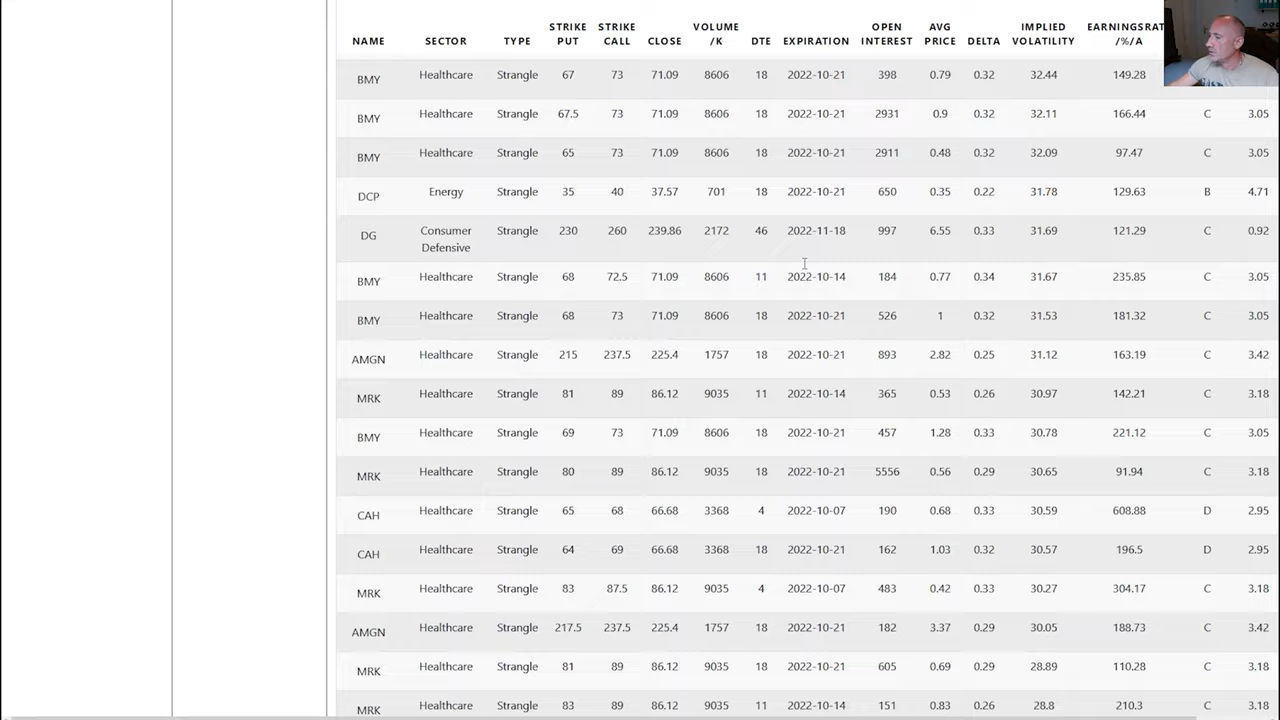 NAME SECTOR TYPE STRIKE PUT STRIKE CALL CLOSE VOLUME /K DTE EXPIRATION OPEN INTEREST AVG PRICE DELTA IMPLIED VOLATILITY EARNINGSRAT /%/A
BMY Healthcare Strangle 67 73 71.09 8606 18 2022-10-21 398 0.79 0.32 32.44 149.28
BMY Healthcare Strangle 67.5 73 71.09 8606 18 2022-10-21 2931 0.9 0.32 32.11 166.44 C 3.05
BMY Healthcare Strangle 65 73 71.09 8606 18 2022-10-21 2911 0.48 0.32 32.09 97.47 C 3.05
DCP Energy Strangle 35 40 37.57 701 18 2022-10-21 650 0.35 0.22 31.78 129.63 B 4.71
DG Consumer Defensive Strangle 230 260 239.86 2172 46 2022-11-18 997 6.55 0.33 31.69 121.29 C 0.92
BMY Healthcare Strangle 68 72.5 71.09 8606 11 2022-10-14 184 0.77 0.34 31.67 235.85 C 3.05
BMY Healthcare Strangle 68 73 71.09 8606 18 2022-10-21 526 1 0.32 31.53 181.32 C 3.05
AMGN Healthcare Strangle 215 237.5 225.4 1757 18 2022-10-21 893 2.82 0.25 31.12 163.19 C 3.42
MRK Healthcare Strangle 81 89 86.12 9035 11 2022-10-14 365 0.53 0.26 30.97 142.21 C 3.18
BMY Healthcare Strangle 69 73 71.09 8606 18 2022-10-21 457 1.28 0.33 30.78 221.12 C 3.05
MRK Healthcare Strangle 80 89 86.12 9035 18 2022-10-21 5556 0.56 0.29 30.65 91.94 C 3.18
CAH Healthcare Strangle 65 68 66.68 3368 4 2022-10-07 190 0.68 0.33 30.59 608.88 D 2.95
CAH Healthcare Strangle 64 69 66.68 3368 18 2022-10-21 162 1.03 0.32 30.57 196.5 D 2.95
MRK Healthcare Strangle 83 87.5 86.12 9035 4 2022-10-07 483 0.42 0.33 30.27 304.17 C 3.18
AMGN Healthcare Strangle 217.5 237.5 225.4 1757 18 2022-10-21 182 3.37 0.29 30.05 188.73 C 3.42
MRK Healthcare Strangle 81 89 86.12 9035 18 2022-10-21 605 0.69 0.29 28.89 110.28 C 3.18
MRK Healthcare Strangle 83 89 86.12 9035 11 2022-10-14 151 0.83 0.26 28.8 210.3 C 3.18